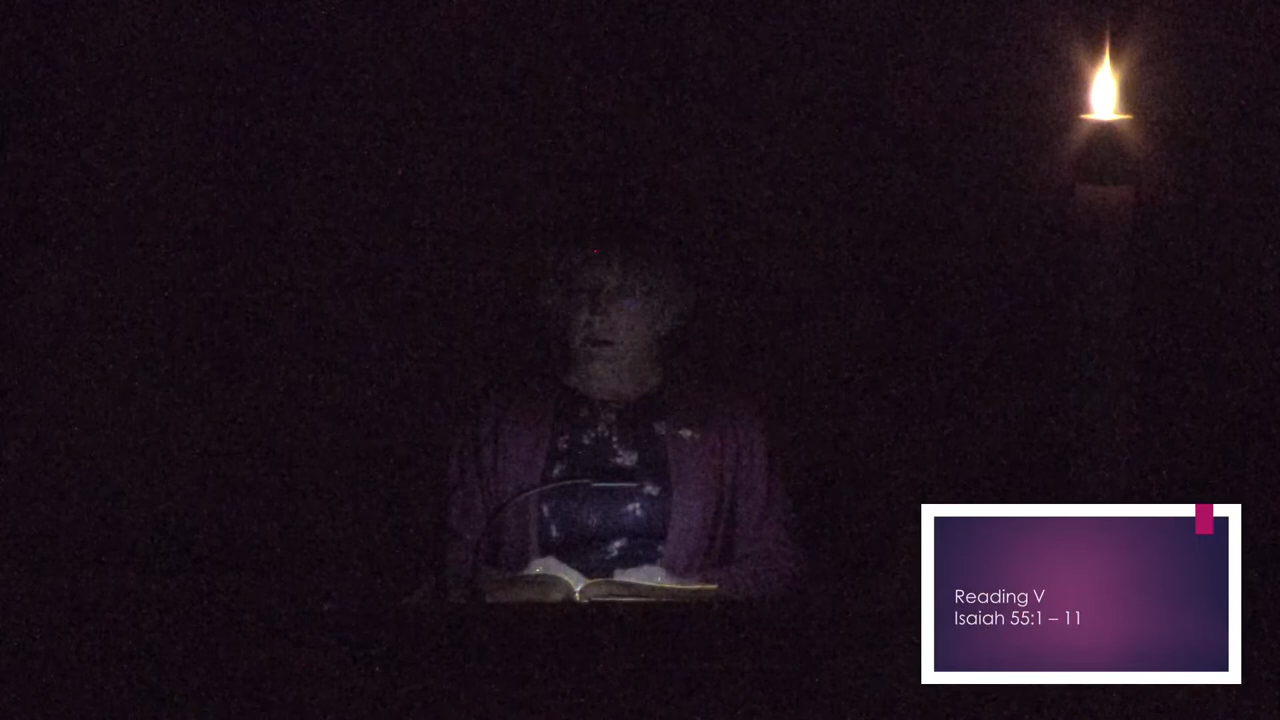 Reading V
Isaiah 55:1 – 11